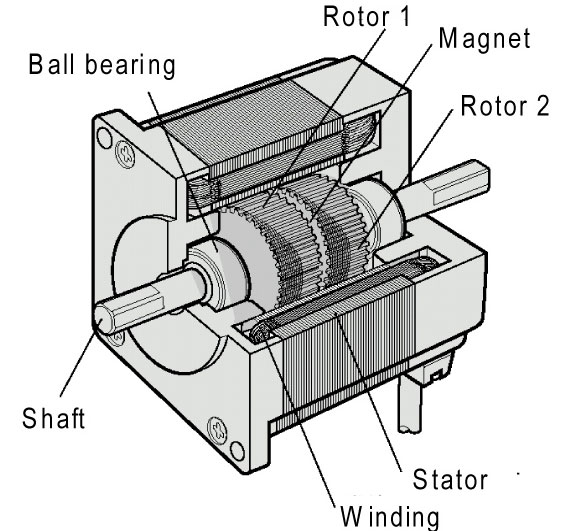 Rotor 1
Magnet
Ball bearing
Rotor 2
Shaft
Stator
Winding